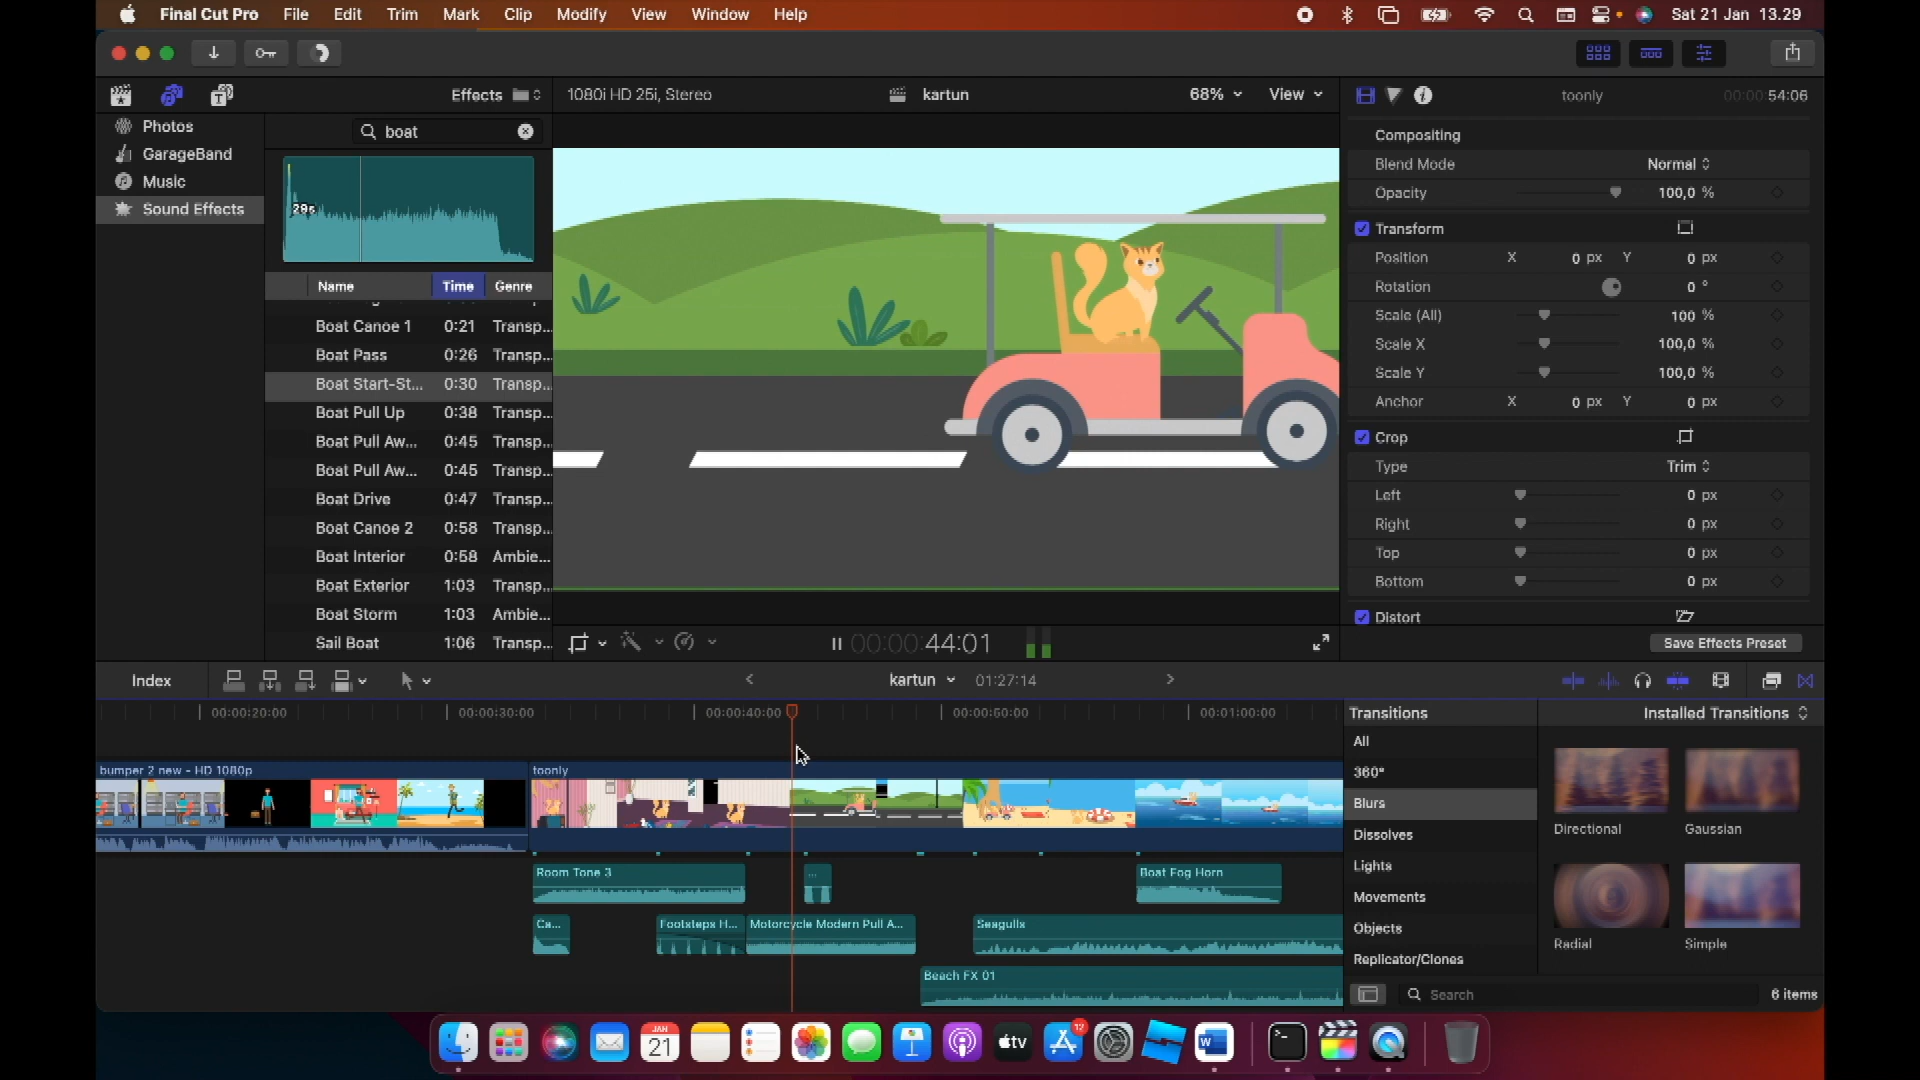 Final Cut Pro File Edit Trim Mark Clip Modify View Window Help Sat 21 Jan 13.29
Effects
1080i HD 25i, Stereo
kartun
68%
View
toonly
00:00:54:06
Photos
GarageBand
Music
Sound Effects
boat
29s
Name Time Genre
Boat Canoe 1 0:21 Transp...
Boat Pass 0:26 Transp...
Boat Start-St... 0:30 Transp...
Boat Pull Up 0:38 Transp...
Boat Pull Aw... 0:45 Transp...
Boat Pull Aw... 0:45 Transp...
Boat Drive 0:47 Transp...
Boat Canoe 2 0:58 Transp...
Boat Interior 0:58 Ambie...
Boat Exterior 1:03 Transp...
Boat Storm 1:03 Ambie...
Sail Boat 1:06 Transp...
00:00:44:01
Compositing
Blend Mode Normal
Opacity 100,0 %
Transform
Position X 0 px Y 0 px
Rotation 0 °
Scale (All) 100 %
Scale X 100,0 %
Scale Y 100,0 %
Anchor X 0 px Y 0 px
Crop
Type Trim
Left 0 px
Right 0 px
Top 0 px
Bottom 0 px
Distort
Save Effects Preset
Index
kartun 01:27:14
00:00:20:00 00:00:30:00 00:00:40:00 00:00:50:00 00:01:00:00
bumper 2 new - HD 1080p
toonly
Room Tone 3
...
Boat Fog Horn
Ca...
Footsteps H...
Motorcycle Modern Pull A...
Seagulls
Beach FX 01
Transitions
Installed Transitions
All
360°
Blurs
Dissolves
Lights
Movements
Objects
Replicator/Clones
Directional
Gaussian
Radial
Simple
Search
6 items
JAN
21
tv
17
W